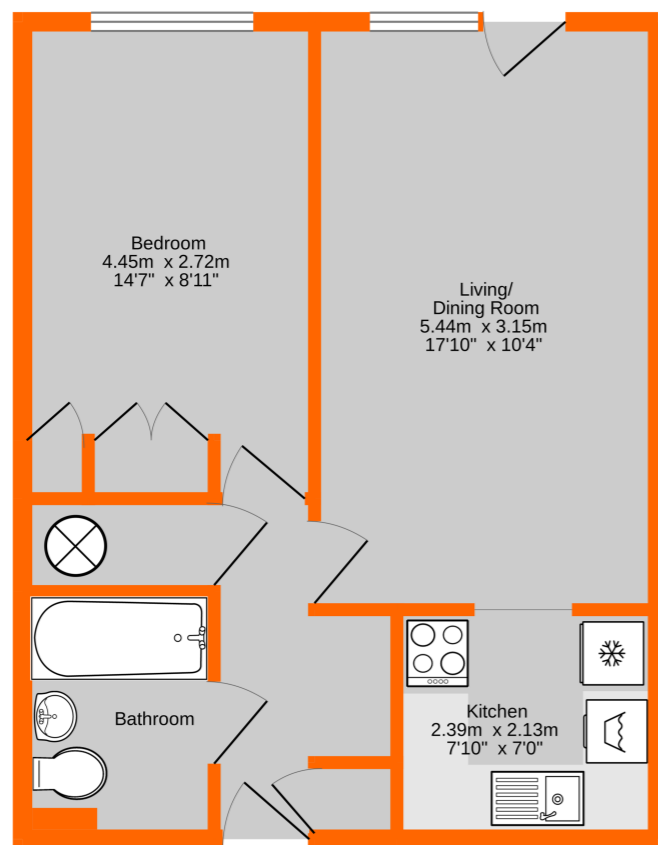 Bedroom
4.45m x 2.72m
14'7" x 8'11"
Living/
Dining Room
5.44m x 3.15m
17'10" x 10'4"
Bathroom
Kitchen
2.39m x 2.13m
7'10" x 7'0"